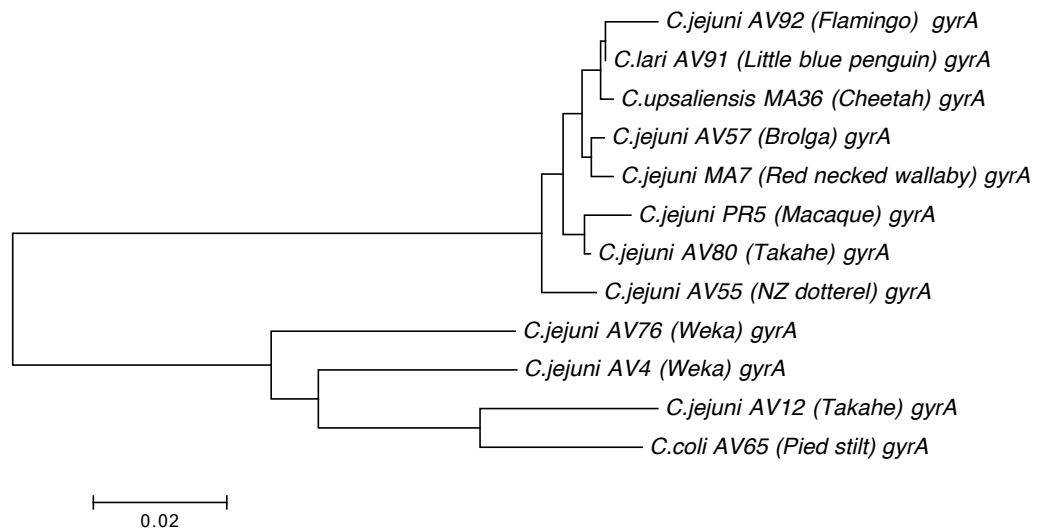 C.jejuni AV92 (Flamingo) gyrA
C.lari AV91 (Little blue penguin) gyrA
C.upsaliensis MA36 (Cheetah) gyrA
C.jejuni AV57 (Brolga) gyrA
C.jejuni MA7 (Red necked wallaby) gyrA
C.jejuni PR5 (Macaque) gyrA
C.jejuni AV80 (Takahe) gyrA
C.jejuni AV55 (NZ dotterel) gyrA
C.jejuni AV76 (Weka) gyrA
C.jejuni AV4 (Weka) gyrA
C.jejuni AV12 (Takahe) gyrA
C.coli AV65 (Pied stilt) gyrA
0.02